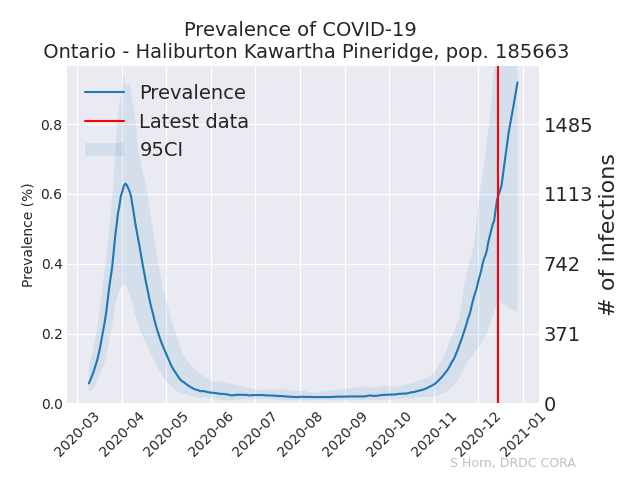 Prevalence of COVID-19
Ontario - Haliburton Kawartha Pineridge, pop. 185663
Prevalence
Latest data
95CI
Prevalence (%)
0.8
0.6
0.4
0.2
0.0
1485
1113
742
371
0
# of infections
2020-03
2020-04
2020-05
2020-06
2020-07
2020-08
2020-09
2020-10
2020-11
2020-12
2021-01
S Horn, DRDC CORA